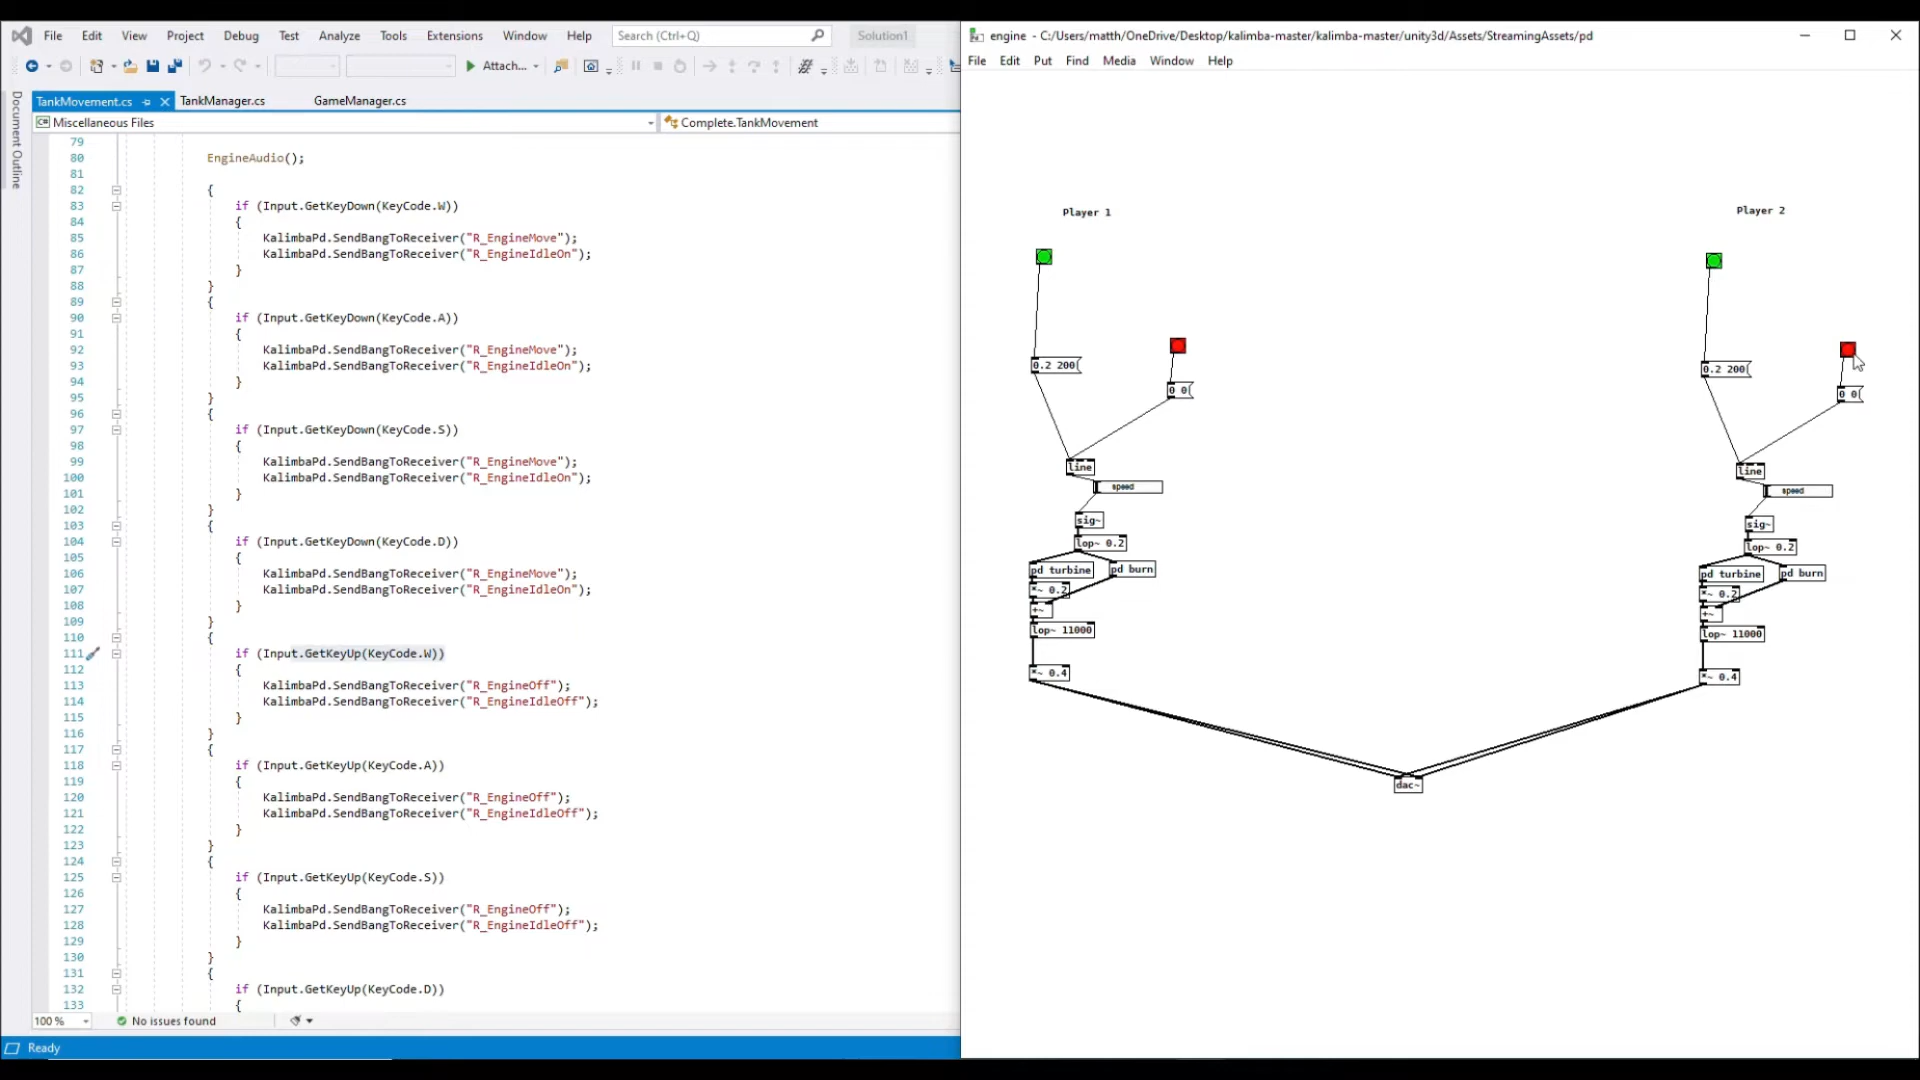 File Edit View Project Debug Test Analyze Tools Extensions Window Help Search (Ctrl+Q) Solution1
Attach...
Document Outline
TankMovement.cs TankManager.cs GameManager.cs
Miscellaneous Files Complete.TankMovement
79
80 EngineAudio();
81
82 {
83 if (Input.GetKeyDown(KeyCode.W))
84 {
85 KalimbaPd.SendBangToReceiver("R_EngineMove");
86 KalimbaPd.SendBangToReceiver("R_EngineIdleOn");
87 }
88 }
89 {
90 if (Input.GetKeyDown(KeyCode.A))
91 {
92 KalimbaPd.SendBangToReceiver("R_EngineMove");
93 KalimbaPd.SendBangToReceiver("R_EngineIdleOn");
94 }
95 }
96 {
97 if (Input.GetKeyDown(KeyCode.S))
98 {
99 KalimbaPd.SendBangToReceiver("R_EngineMove");
100 KalimbaPd.SendBangToReceiver("R_EngineIdleOn");
101 }
102 }
103 {
104 if (Input.GetKeyDown(KeyCode.D))
105 {
106 KalimbaPd.SendBangToReceiver("R_EngineMove");
107 KalimbaPd.SendBangToReceiver("R_EngineIdleOn");
108 }
109 }
110 {
111 if (Input.GetKeyUp(KeyCode.W))
112 {
113 KalimbaPd.SendBangToReceiver("R_EngineOff");
114 KalimbaPd.SendBangToReceiver("R_EngineIdleOff");
115 }
116 }
117 {
118 if (Input.GetKeyUp(KeyCode.A))
119 {
120 KalimbaPd.SendBangToReceiver("R_EngineOff");
121 KalimbaPd.SendBangToReceiver("R_EngineIdleOff");
122 }
123 }
124 {
125 if (Input.GetKeyUp(KeyCode.S))
126 {
127 KalimbaPd.SendBangToReceiver("R_EngineOff");
128 KalimbaPd.SendBangToReceiver("R_EngineIdleOff");
129 }
130 }
131 {
132 if (Input.GetKeyUp(KeyCode.D))
133 {
100 % No issues found
Ready
engine - C:/Users/matth/OneDrive/Desktop/kalimba-master/kalimba-master/unity3d/Assets/StreamingAssets/pd
File Edit Put Find Media Window Help
Player 1
0.2 200
0 0
line
speed
sig~
lop~ 0.2
pd turbine pd burn
*~ 0.2
+~
lop~ 11000
*~ 0.4
Player 2
0.2 200
0 0
line
speed
sig~
lop~ 0.2
pd turbine pd burn
*~ 0.2
+~
lop~ 11000
*~ 0.4
dac~